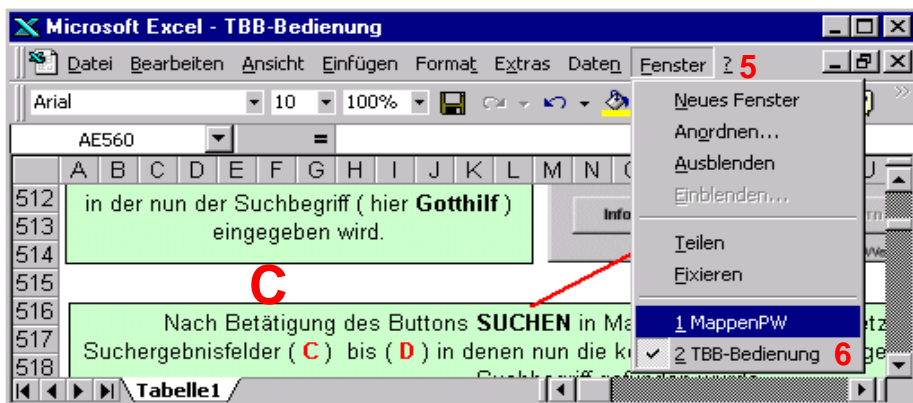 Microsoft Excel - TBB-Bedienung
Datei Bearbeiten Ansicht Einfügen Format Extras Daten Fenster ? 5
Arial 10 100%
Neues Fenster
Anordnen...
Ausblenden
Einblenden...
Teilen
Fixieren
1 MappenPW
2 TBB-Bedienung 6
AE560 =
A B C D E F G H I J K L M N U
512 in der nun der Suchbegriff ( hier Gotthilf )
513 eingegeben wird.
Info
514
515 C
516 Nach Betätigung des Buttons SUCHEN in
517 Suchergebnisfelder ( C ) bis ( D ) in denen nun die
518
Tabelle1